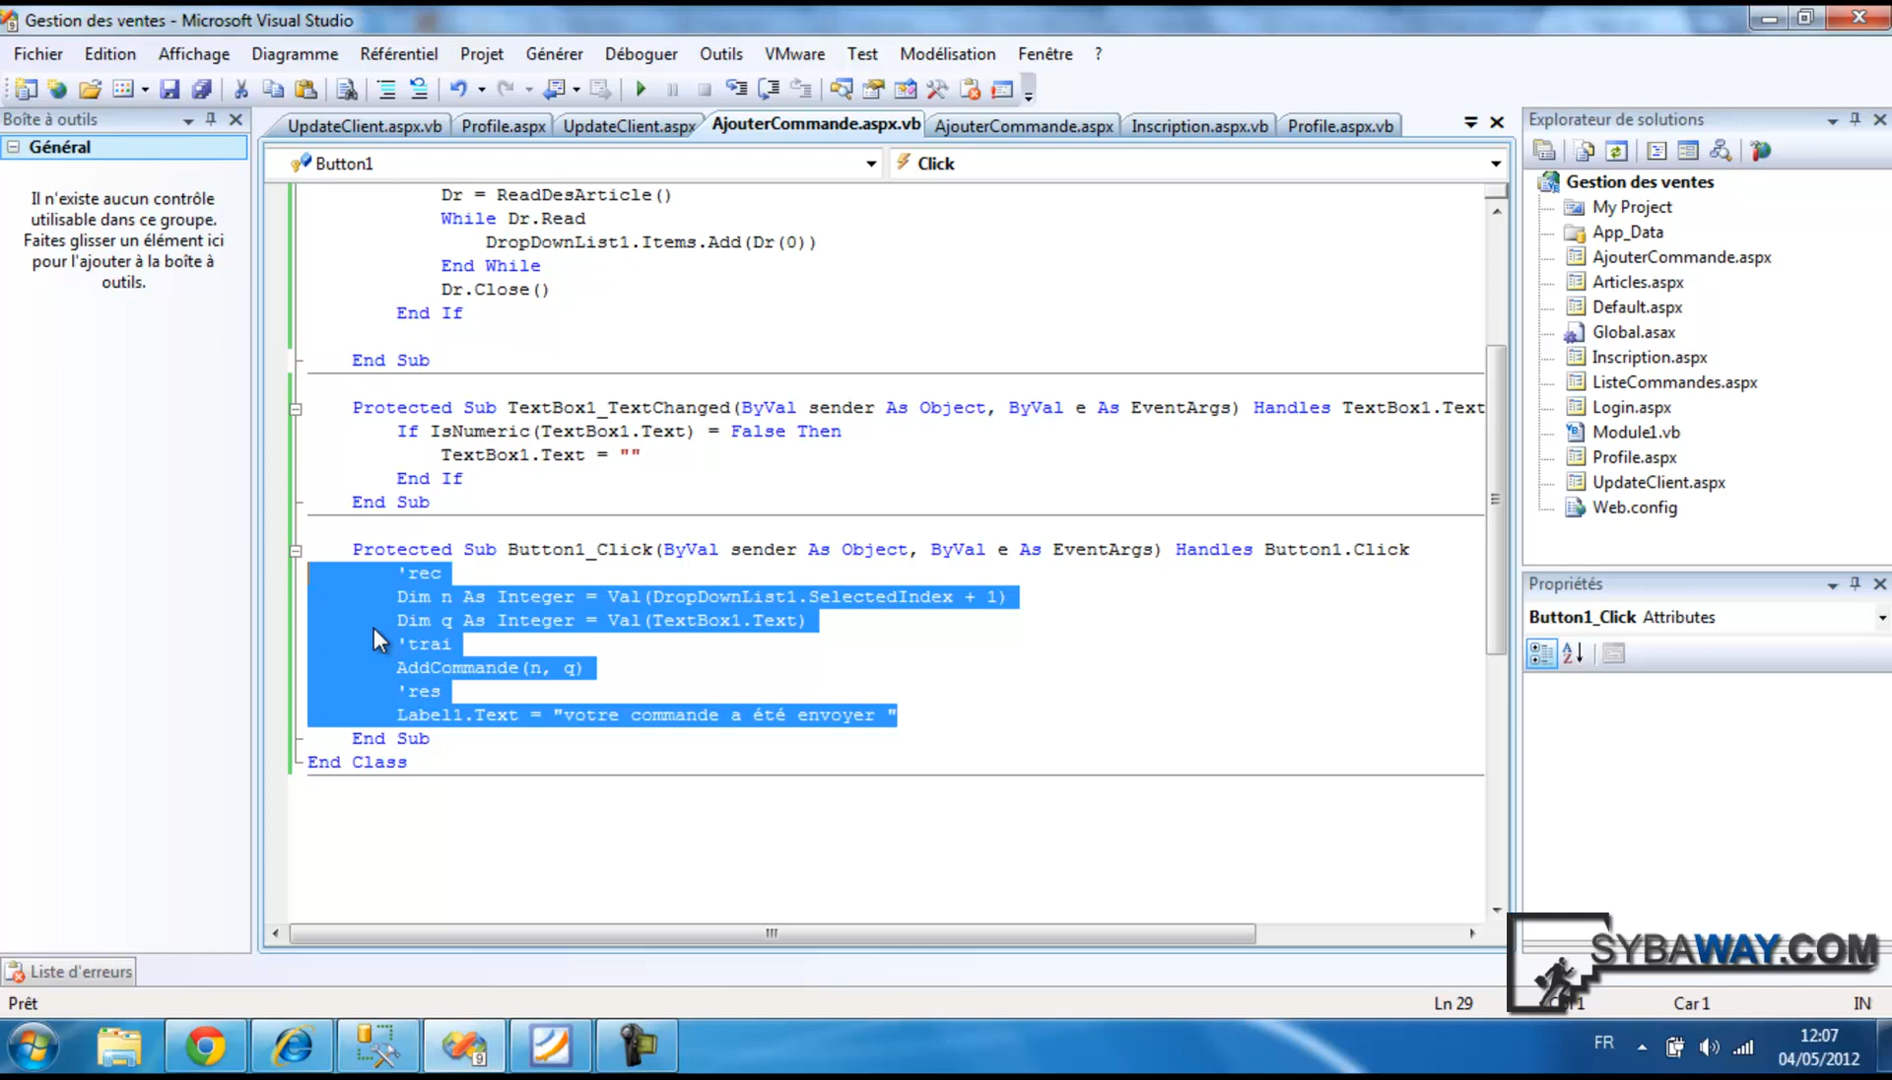 Gestion des ventes - Microsoft Visual Studio
Fichier Edition Affichage Diagramme Référentiel Projet Générer Déboguer Outils VMware Test Modélisation Fenêtre ?
Boîte à outils
Général
Il n'existe aucun contrôle
utilisable dans ce groupe.
Faites glisser un élément ici
pour l'ajouter à la boîte à
outils.
UpdateClient.aspx.vb Profile.aspx UpdateClient.aspx AjouterCommande.aspx.vb AjouterCommande.aspx Inscription.aspx.vb Profile.aspx.vb
Button1 Click
Dr = ReadDesArticle()
While Dr.Read
DropDownList1.Items.Add(Dr(0))
End While
Dr.Close()
End If
End Sub
Protected Sub TextBox1_TextChanged(ByVal sender As Object, ByVal e As EventArgs) Handles TextBox1.Text
If IsNumeric(TextBox1.Text) = False Then
TextBox1.Text = ""
End If
End Sub
Protected Sub Button1_Click(ByVal sender As Object, ByVal e As EventArgs) Handles Button1.Click
'rec
Dim n As Integer = Val(DropDownList1.SelectedIndex + 1)
Dim q As Integer = Val(TextBox1.Text)
'trai
AddCommande(n, q)
'res
Label1.Text = "votre commande a été envoyer "
End Sub
End Class
Explorateur de solutions
Gestion des ventes
My Project
App_Data
AjouterCommande.aspx
Articles.aspx
Default.aspx
Global.asax
Inscription.aspx
ListeCommandes.aspx
Login.aspx
Module1.vb
Profile.aspx
UpdateClient.aspx
Web.config
Propriétés
Button1_Click Attributes
SYBAWAY.COM
Liste d'erreurs
Prêt Ln 29 Car 1 IN
FR 12:07
04/05/2012